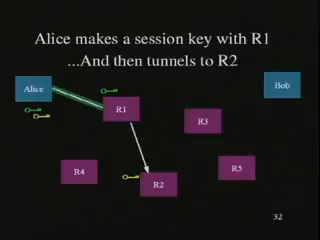 Alice makes a session key with R1
...And then tunnels to R2
Alice
Bob
R1
R3
R4
R2
R5
32